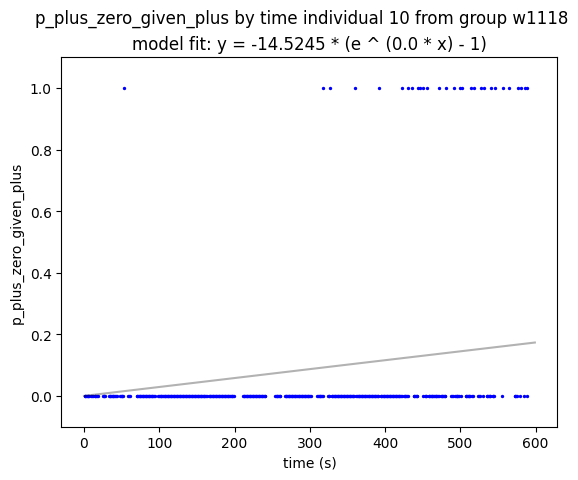 p_plus_zero_given_plus by time individual 10 from group w1118
model fit: y = -14.5245 * (e ^ (0.0 * x) - 1)
1.0
0.8
0.6
0.4
0.2
0.0
p_plus_zero_given_plus
0 100 200 300 400 500 600
time (s)